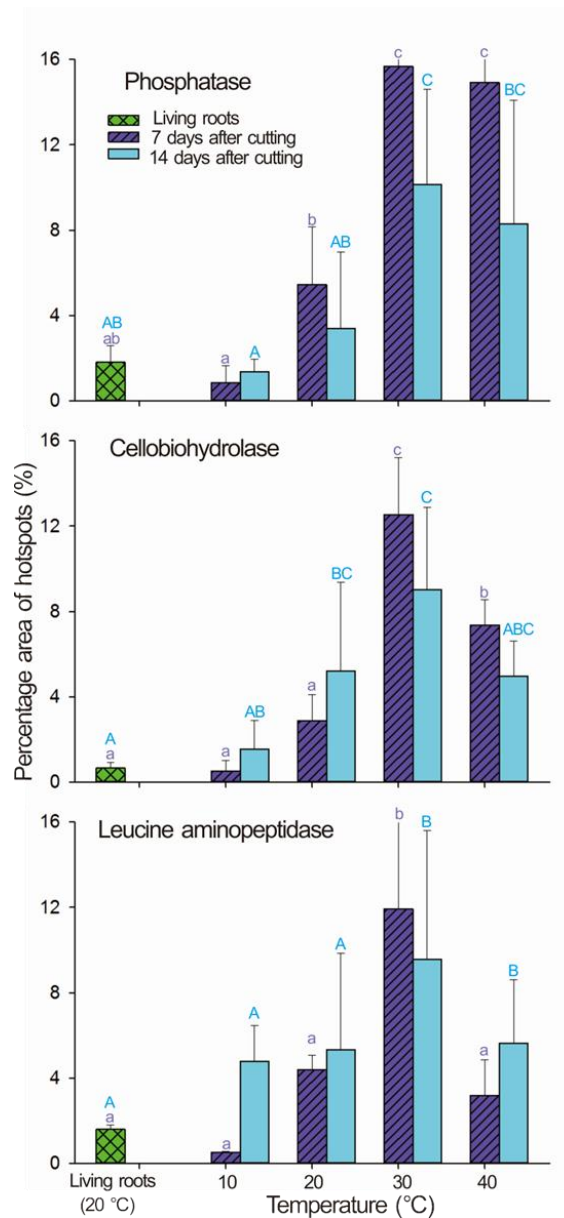 16
12
8
4
0
Phosphatase
Living roots
7 days after cutting
14 days after cutting
AB
ab
a
A
b
AB
c
C
c
BC
Percentage area of hotspots (%)
16
12
8
4
0
Cellobiohydrolase
A
a
a
AB
a
BC
c
C
b
ABC
16
12
8
4
0
Leucine aminopeptidase
A
a
a
A
a
A
b
B
a
B
Living roots
(20 °C)
10
20
30
40
Temperature (°C)